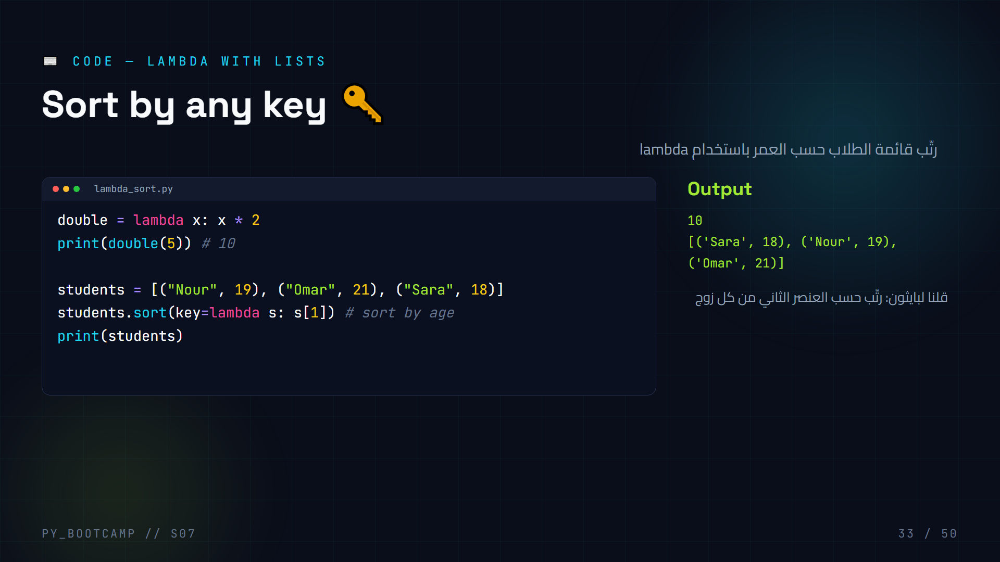 CODE — LAMBDA WITH LISTS
Sort by any key
رتّب قائمة الطلاب حسب العمر باستخدام lambda
lambda_sort.py
double = lambda x: x * 2
print(double(5)) # 10
students = [("Nour", 19), ("Omar", 21), ("Sara", 18)]
students.sort(key=lambda s: s[1]) # sort by age
print(students)
Output
10
[('Sara', 18), ('Nour', 19),
('Omar', 21)]
قلنا لبايثون: رتّب حسب العنصر الثاني من كل زوج
PY_BOOTCAMP // S07
33 / 50